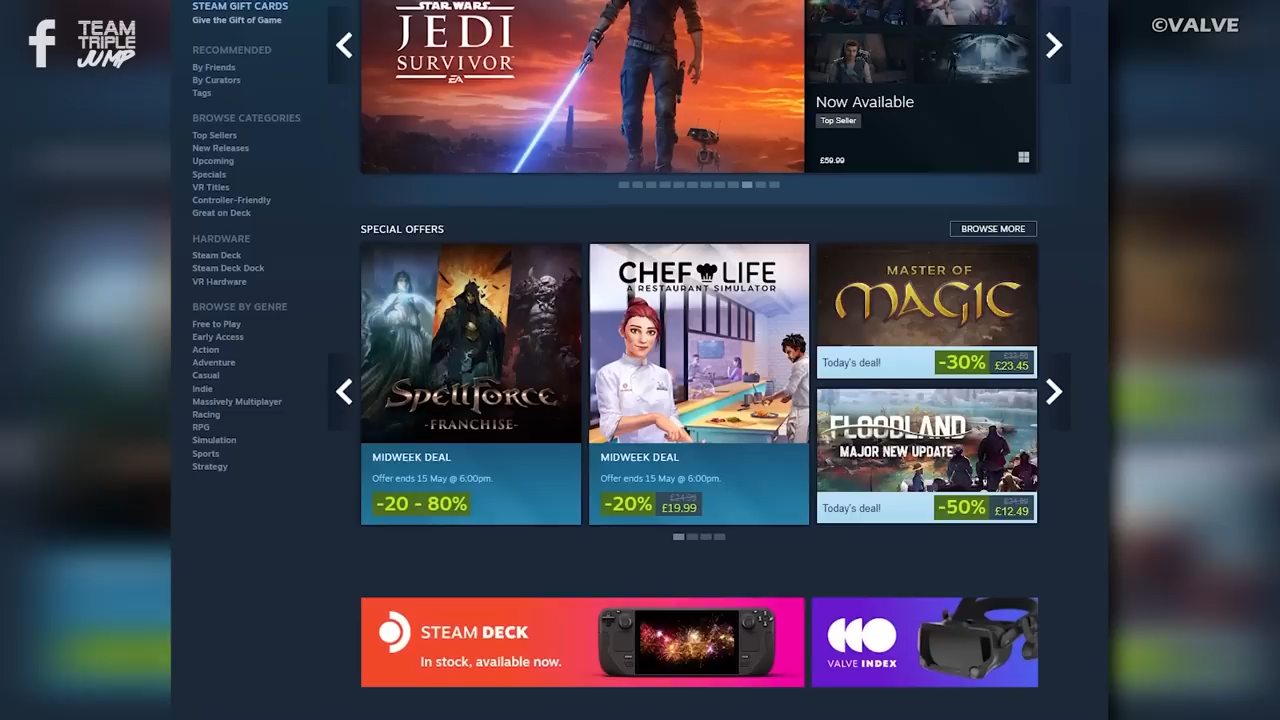 STEAM GIFT CARDS
Give the Gift of Game
RECOMMENDED
By Friends
By Curators
Tags
BROWSE CATEGORIES
Top Sellers
New Releases
Upcoming
Specials
VR Titles
Controller-Friendly
Great on Deck
HARDWARE
Steam Deck
Steam Deck Dock
VR Hardware
BROWSE BY GENRE
Free to Play
Early Access
Action
Adventure
Casual
Indie
Massively Multiplayer
Racing
RPG
Simulation
Sports
Strategy
f
TEAM
TRIPLE
JUMP
©VALVE
STAR WARS
JEDI
SURVIVOR
EA
Now Available
Top Seller
£59.99
SPECIAL OFFERS
BROWSE MORE
SPELLFORCE
-FRANCHISE-
MIDWEEK DEAL
Offer ends 15 May @ 6:00pm.
-20 - 80%
CHEF LIFE
A RESTAURANT SIMULATOR
MIDWEEK DEAL
Offer ends 15 May @ 6:00pm.
-20%
£24.99
£19.99
MASTER OF
MAGIC
Today's deal!
-30%
£23.45
FLOODLAND
MAJOR NEW UPDATE
Today's deal!
-50%
£12.49
STEAM DECK
In stock, available now.
VALVE INDEX